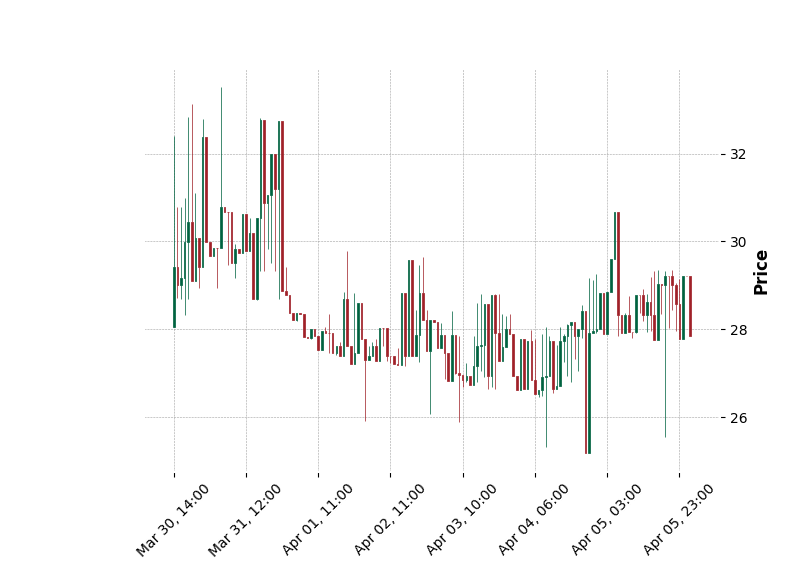 32
30
28
26
Price
Mar 30, 14:00
Mar 31, 12:00
Apr 01, 11:00
Apr 02, 11:00
Apr 03, 10:00
Apr 04, 06:00
Apr 05, 03:00
Apr 05, 23:00